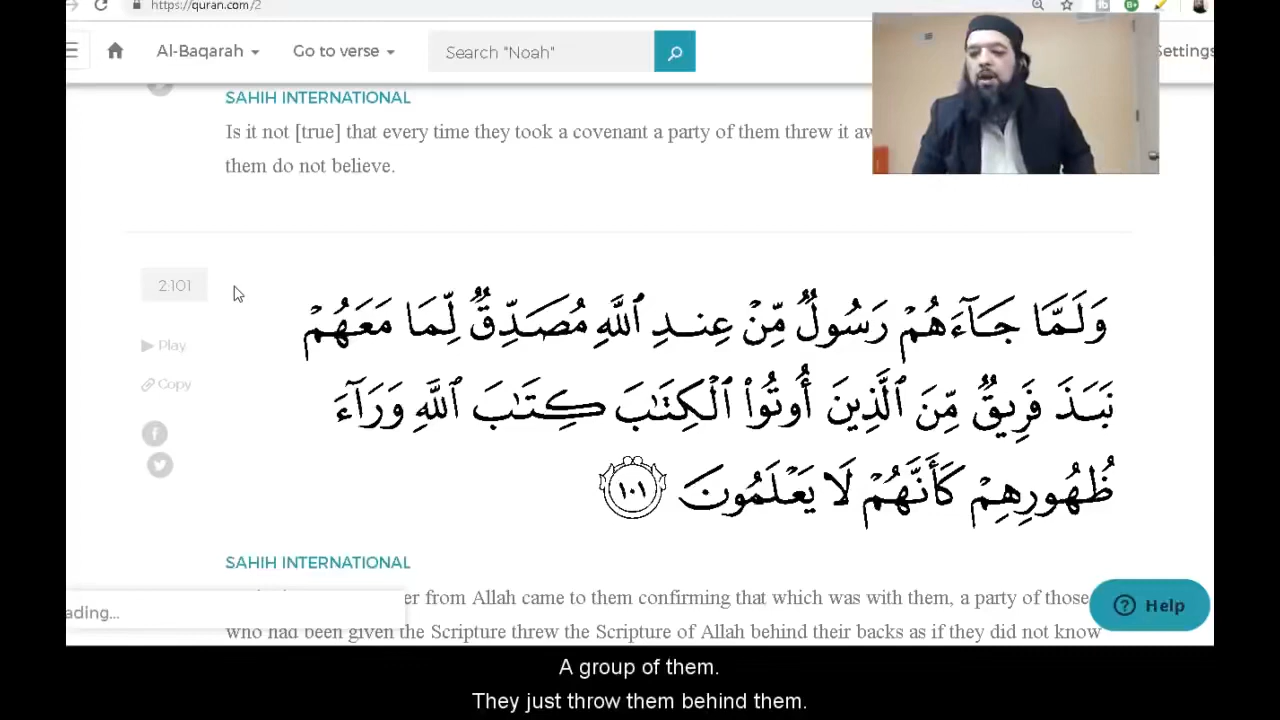 https://quran.com/2
Al-Baqarah Go to verse Search "Noah" Settings
SAHIH INTERNATIONAL
Is it not [true] that every time they took a covenant a party of them threw it
them do not believe.
2:101
وَلَمَّا جَآءَهُمْ رَسُولٌ مِّنْ عِندِ ٱللَّهِ مُصَدِّقٌ لِّمَا مَعَهُمْ
Play
نَبَذَ فَرِيقٌ مِّنَ ٱلَّذِينَ أُوتُوا۟ ٱلْكِتَـٰبَ كِتَـٰبَ ٱللَّهِ وَرَآءَ
Copy
ظُهُورِهِمْ كَأَنَّهُمْ لَا يَعْلَمُونَ ١٠١
SAHIH INTERNATIONAL
er from Allah came to them confirming that which was with them, a party of those
ading...
who had been given the Scripture threw the Scripture of Allah behind their backs as if they did not know
Help
A group of them.
They just throw them behind them.